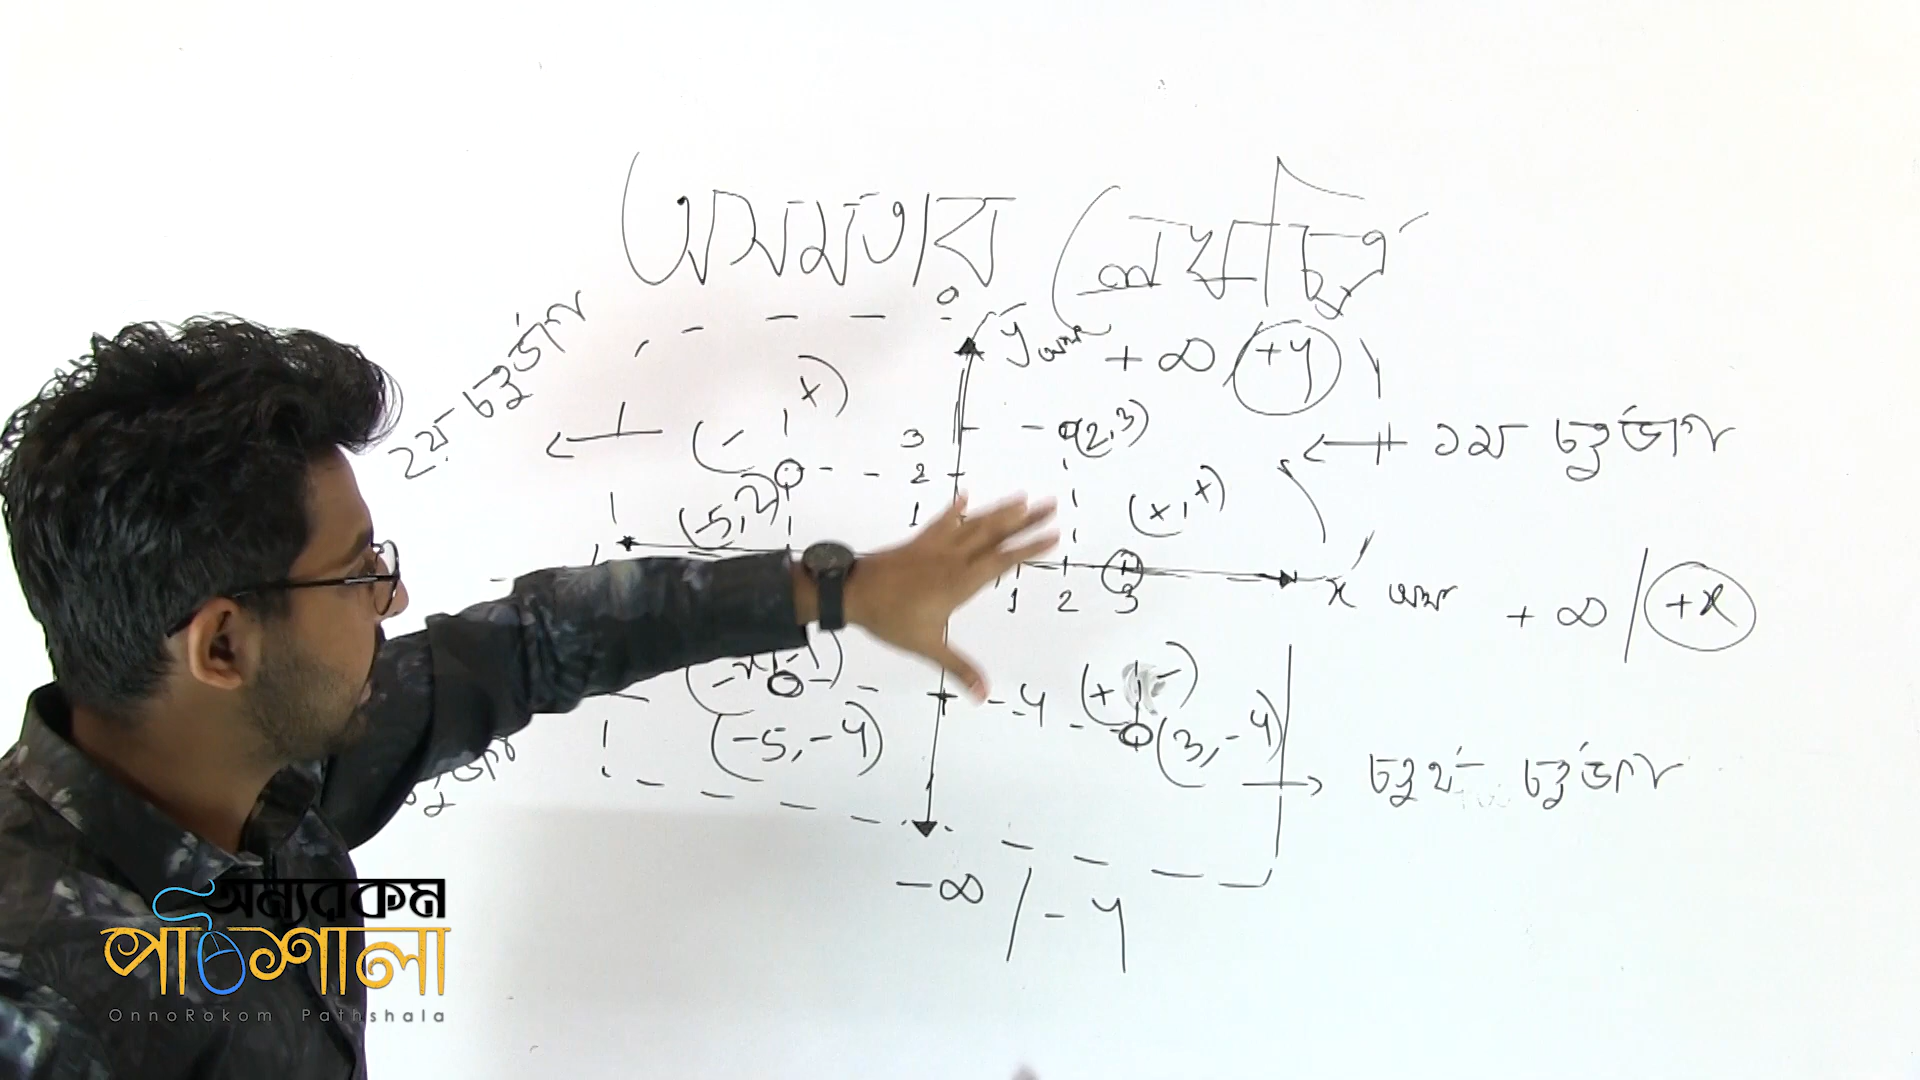 অসমতার লেখচিত্র
২য় চতুর্ভাগ
y অক্ষ + ∞ / +y
(-, +)
3
(2,3)
১ম চতুর্ভাগ
2
(-5,2)
(+, +)
1
1 2 3
x অক্ষ + ∞ / +x
-4
(+, -)
(-5, -4)
(3, -4)
চতুর্থ চতুর্ভাগ
-∞ / -y
অন্যরকম
পাঠশালা
OnnoRokom Pathshala